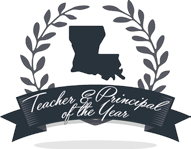 Teacher & Principal
of the Year